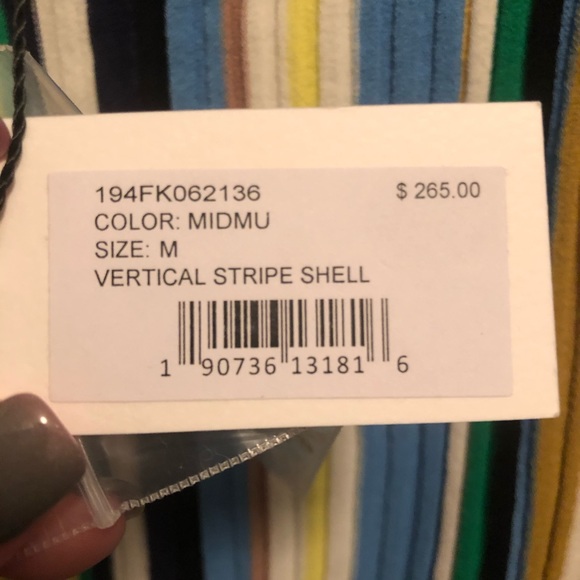 194FK062136 $ 265.00
COLOR: MIDMU
SIZE: M
VERTICAL STRIPE SHELL
1 90736 13181 6